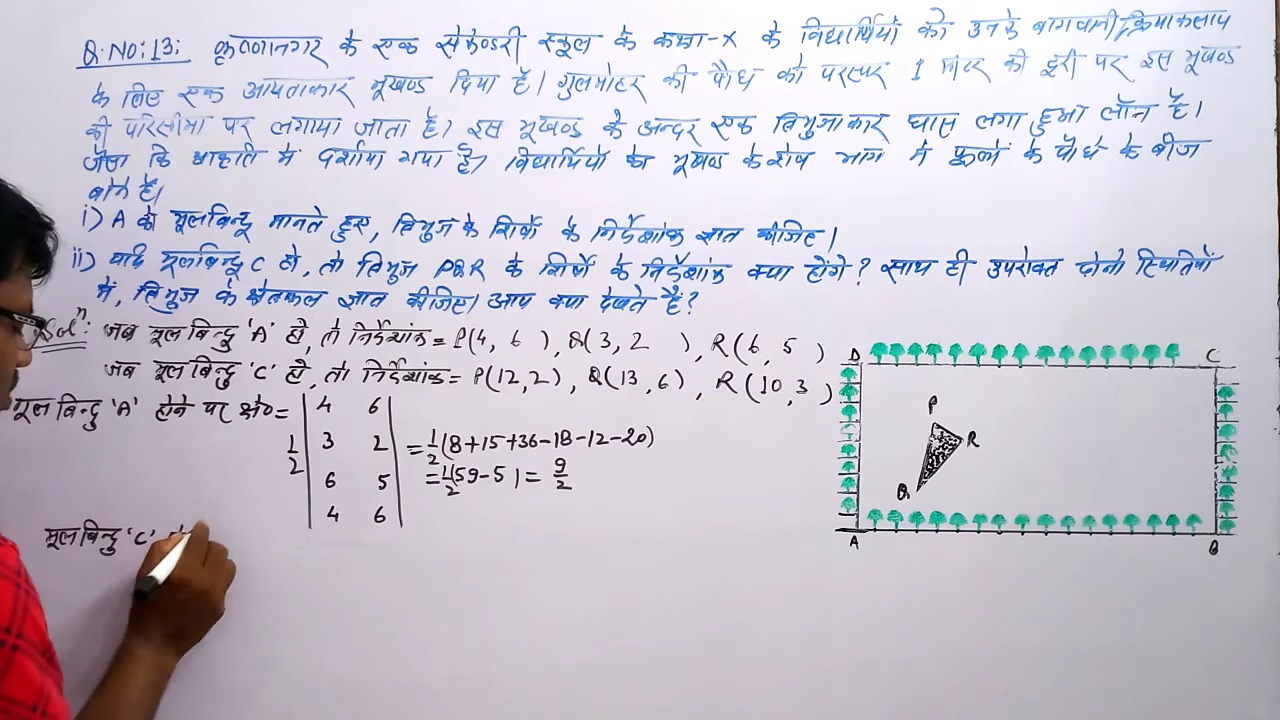 Q.NO:13: कृष्णानगर के एक सेकेण्डरी स्कूल के कक्षा-X के विद्यार्थियों को उनके बागवानी क्रियाकलाप
के लिए एक आयताकार भूखण्ड दिया है। गुलमोहर की पौधे को परस्पर 1 मीटर की दूरी पर इस भूखण्ड
की परिसीमा पर लगाया जाता है। इस भूखण्ड के अन्दर एक त्रिभुजाकार घास लगा हुआ लॉन है।
जैसा कि आकृति में दर्शाया गया है। विद्यार्थियों को भूखण्ड के शेष भाग में फूलों के पौधे के बीज
बोने है।
i) A को मूलबिन्दू मानते हुए, त्रिभुज के शिर्षों के निर्देशांक ज्ञात कीजिए।
ii) यदि मूलबिन्दू C हो, तो त्रिभुज PQR के शिर्षों के निर्देशांक क्या होंगे? साथ ही उपरोक्त दोनों स्थितियों
में, त्रिभुज के क्षेत्रफल ज्ञात कीजिए। आप क्या देखते हैं?
Solⁿ: जब मूलबिन्दु 'A' हो, तो निर्देशांक = P(4, 6 ), Q(3, 2 ), R(6, 5 )
जब मूलबिन्दु 'C' हो, तो निर्देशांक = P(12,2), Q(13,6), R(10,3)
मूलबिन्दु 'A' होने पर क्षे० =
1/2
4 6
3 2
6 5
4 6
= 1/2 (8+15+36-18-12-20)
= 1/2 (59-5 ) = 9/2
मूलबिन्दु 'C'
D
C
P
R
Q
A
B